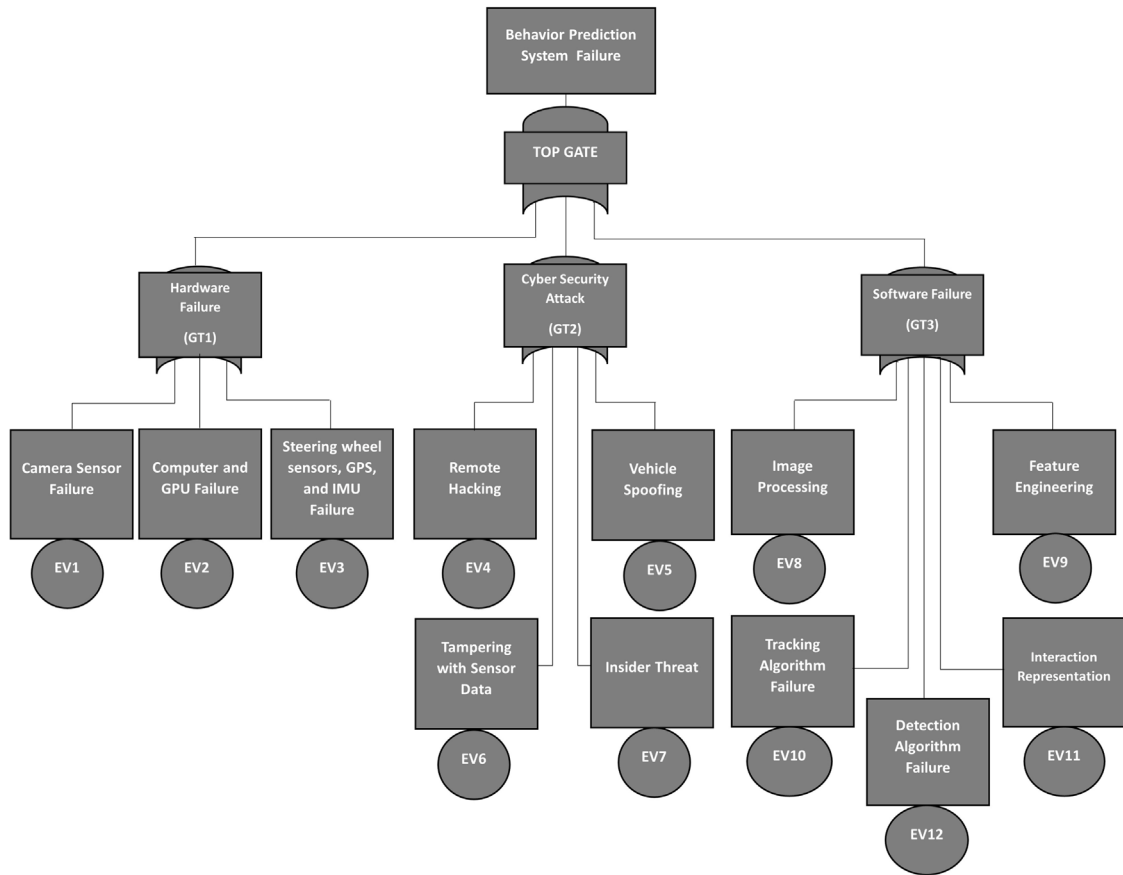 Behavior Prediction
System Failure
TOP GATE
Hardware
Failure
(GT1)
Cyber Security
Attack
(GT2)
Software Failure
(GT3)
Camera Sensor
Failure
EV1
Computer and
GPU Failure
EV2
Steering wheel
sensors, GPS,
and IMU
Failure
EV3
Remote
Hacking
EV4
Vehicle
Spoofing
EV5
Image
Processing
EV8
Feature
Engineering
EV9
Tampering
with Sensor
Data
EV6
Insider Threat
EV7
Tracking
Algorithm
Failure
EV10
Detection
Algorithm
Failure
EV12
Interaction
Representation
EV11